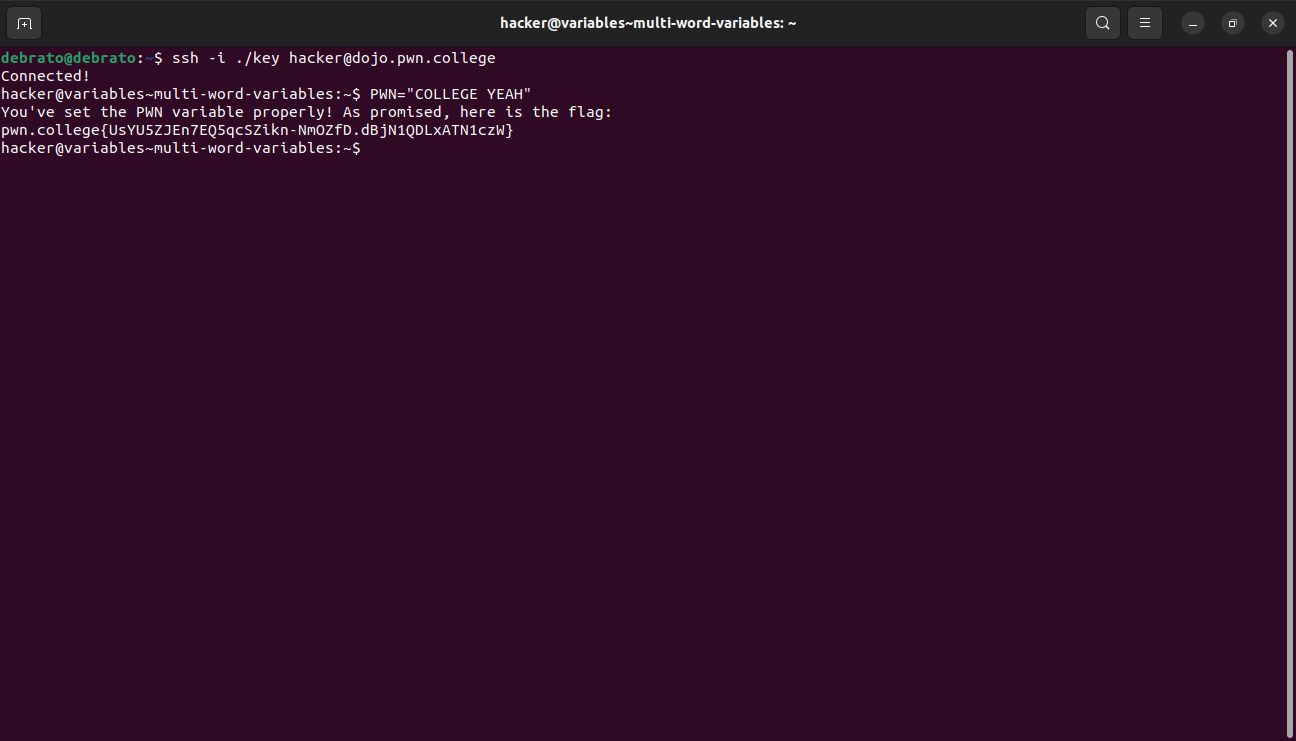 hacker@variables~multi-word-variables: ~
debrato@debrato:~$ ssh -i ./key hacker@dojo.pwn.college
Connected!
hacker@variables~multi-word-variables:~$ PWN="COLLEGE YEAH"
You've set the PWN variable properly! As promised, here is the flag:
pwn.college{UsYU5ZJEn7EQ5qcSZikn-NmOZfD.dBjN1QDLxATN1czW}
hacker@variables~multi-word-variables:~$